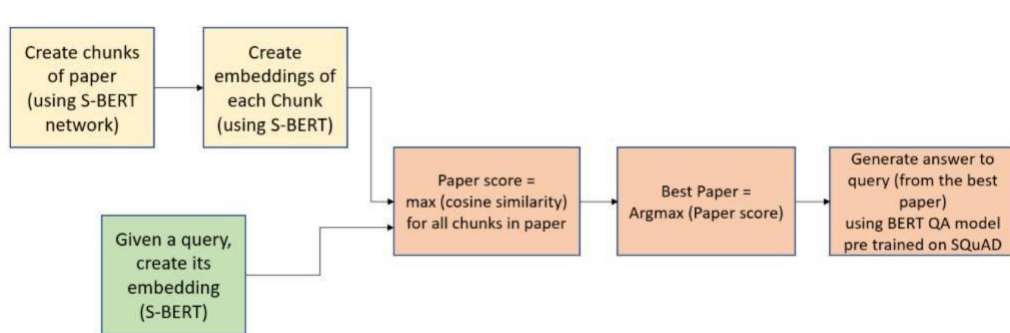 Create chunks
of paper
(using S-BERT
network)
Create
embeddings of
each Chunk
(using S-BERT)
Given a query,
create its
embedding
(S-BERT)
Paper score =
max (cosine similarity)
for all chunks in paper
Best Paper =
Argmax (Paper score)
Generate answer to
query (from the best
paper)
using BERT QA model
pre trained on SQuAD